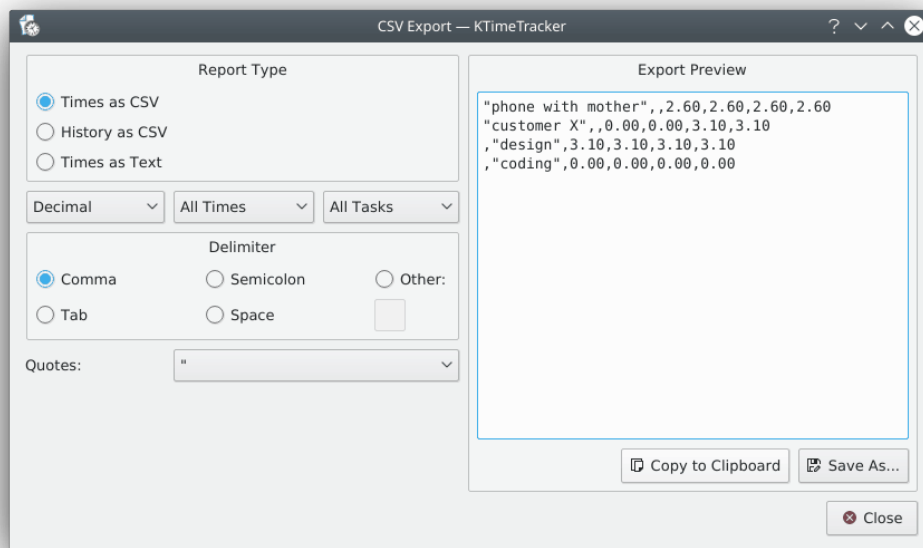 CSV Export — KTimeTracker
?
Report Type
Times as CSV
History as CSV
Times as Text
Decimal
All Times
All Tasks
Delimiter
Comma
Semicolon
Other:
Tab
Space
Quotes:
"
Export Preview
"phone with mother",,2.60,2.60,2.60,2.60
"customer X",,0.00,0.00,3.10,3.10
,"design",3.10,3.10,3.10,3.10
,"coding",0.00,0.00,0.00,0.00
Copy to Clipboard
Save As...
Close